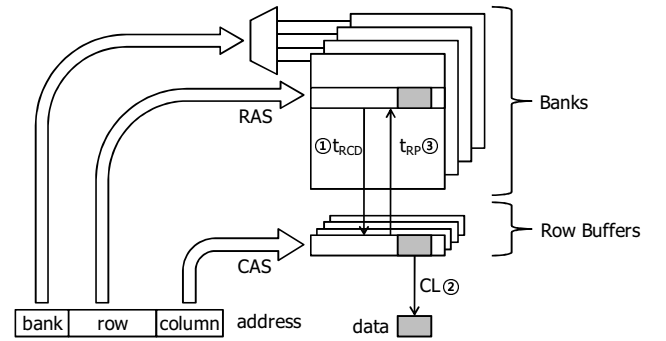 Banks
RAS
①tRCD
tRP③
Row Buffers
CAS
CL②
bank row column address
data